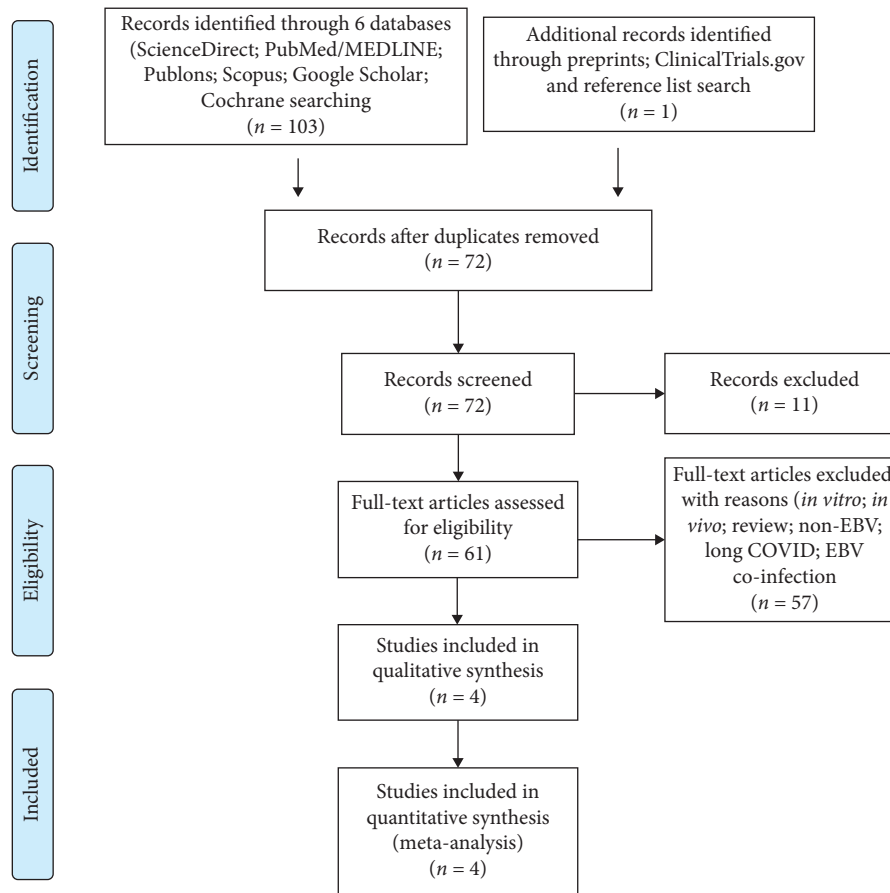 Identification
Records identified through 6 databases
(ScienceDirect; PubMed/MEDLINE;
Publons; Scopus; Google Scholar;
Cochrane searching
(n = 103)
Additional records identified
through preprints; ClinicalTrials.gov
and reference list search
(n = 1)
Records after duplicates removed
(n = 72)
Screening
Records screened
(n = 72)
Records excluded
(n = 11)
Eligibility
Full-text articles assessed
for eligibility
(n = 61)
Full-text articles excluded
with reasons (in vitro; in
vivo; review; non-EBV;
long COVID; EBV
co-infection
(n = 57)
Studies included in
qualitative synthesis
(n = 4)
Included
Studies included in
quantitative synthesis
(meta-analysis)
(n = 4)